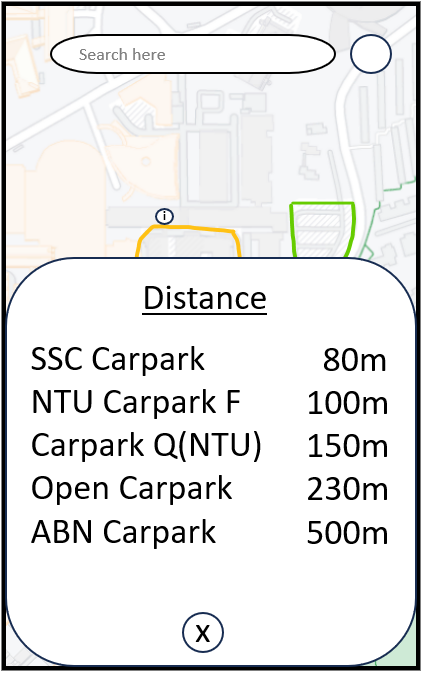 Search here
i
Distance
SSC Carpark 80m
NTU Carpark F 100m
Carpark Q(NTU) 150m
Open Carpark 230m
ABN Carpark 500m
X